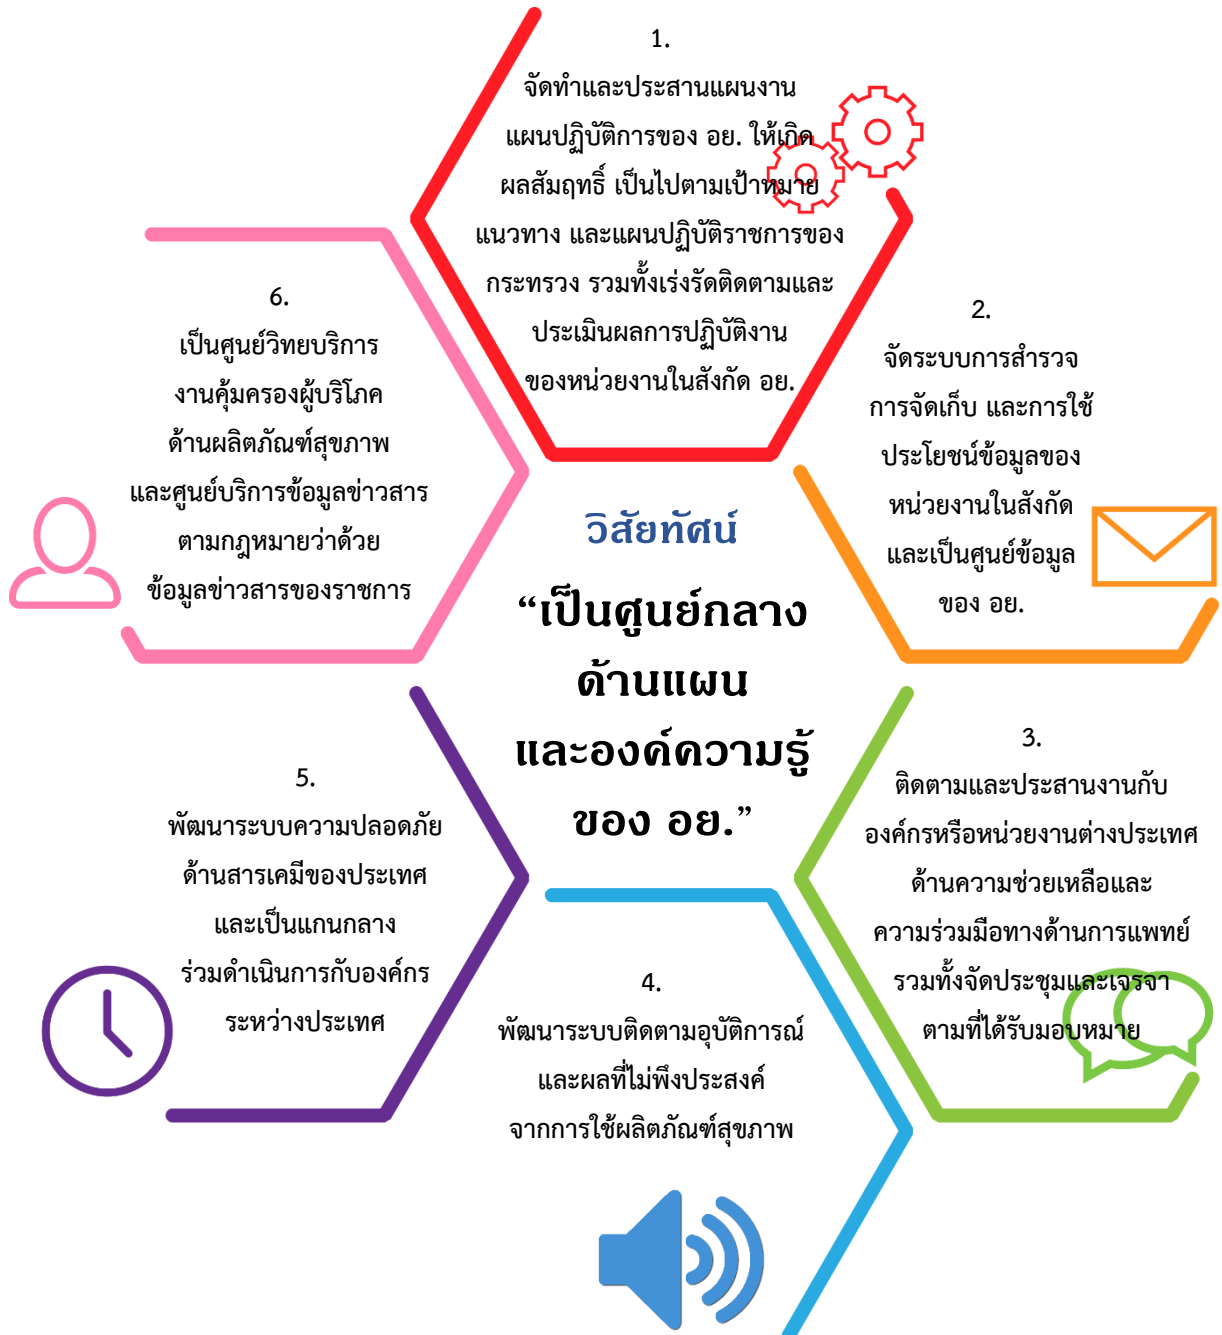 1.
จัดทำและประสานแผนงาน
แผนปฏิบัติการของ อย. ให้เกิด
ผลสัมฤทธิ์ เป็นไปตามเป้าหมาย
แนวทาง และแผนปฏิบัติราชการของ
กระทรวง รวมทั้งเร่งรัดติดตามและ
ประเมินผลการปฏิบัติงาน
ของหน่วยงานในสังกัด อย.
2.
จัดระบบการสำรวจ
การจัดเก็บ และการใช้
ประโยชน์ข้อมูลของ
หน่วยงานในสังกัด
และเป็นศูนย์ข้อมูล
ของ อย.
3.
ติดตามและประสานงานกับ
องค์กรหรือหน่วยงานต่างประเทศ
ด้านความช่วยเหลือและ
ความร่วมมือทางด้านการแพทย์
รวมทั้งจัดประชุมและเจรจา
ตามที่ได้รับมอบหมาย
4.
พัฒนาระบบติดตามอุบัติการณ์
และผลที่ไม่พึงประสงค์
จากการใช้ผลิตภัณฑ์สุขภาพ
5.
พัฒนาระบบความปลอดภัย
ด้านสารเคมีของประเทศ
และเป็นแกนกลาง
ร่วมดำเนินการกับองค์กร
ระหว่างประเทศ
6.
เป็นศูนย์วิทยบริการ
งานคุ้มครองผู้บริโภค
ด้านผลิตภัณฑ์สุขภาพ
และศูนย์บริการข้อมูลข่าวสาร
ตามกฎหมายว่าด้วย
ข้อมูลข่าวสารของราชการ
วิสัยทัศน์
“เป็นศูนย์กลาง
ด้านแผน
และองค์ความรู้
ของ อย.”